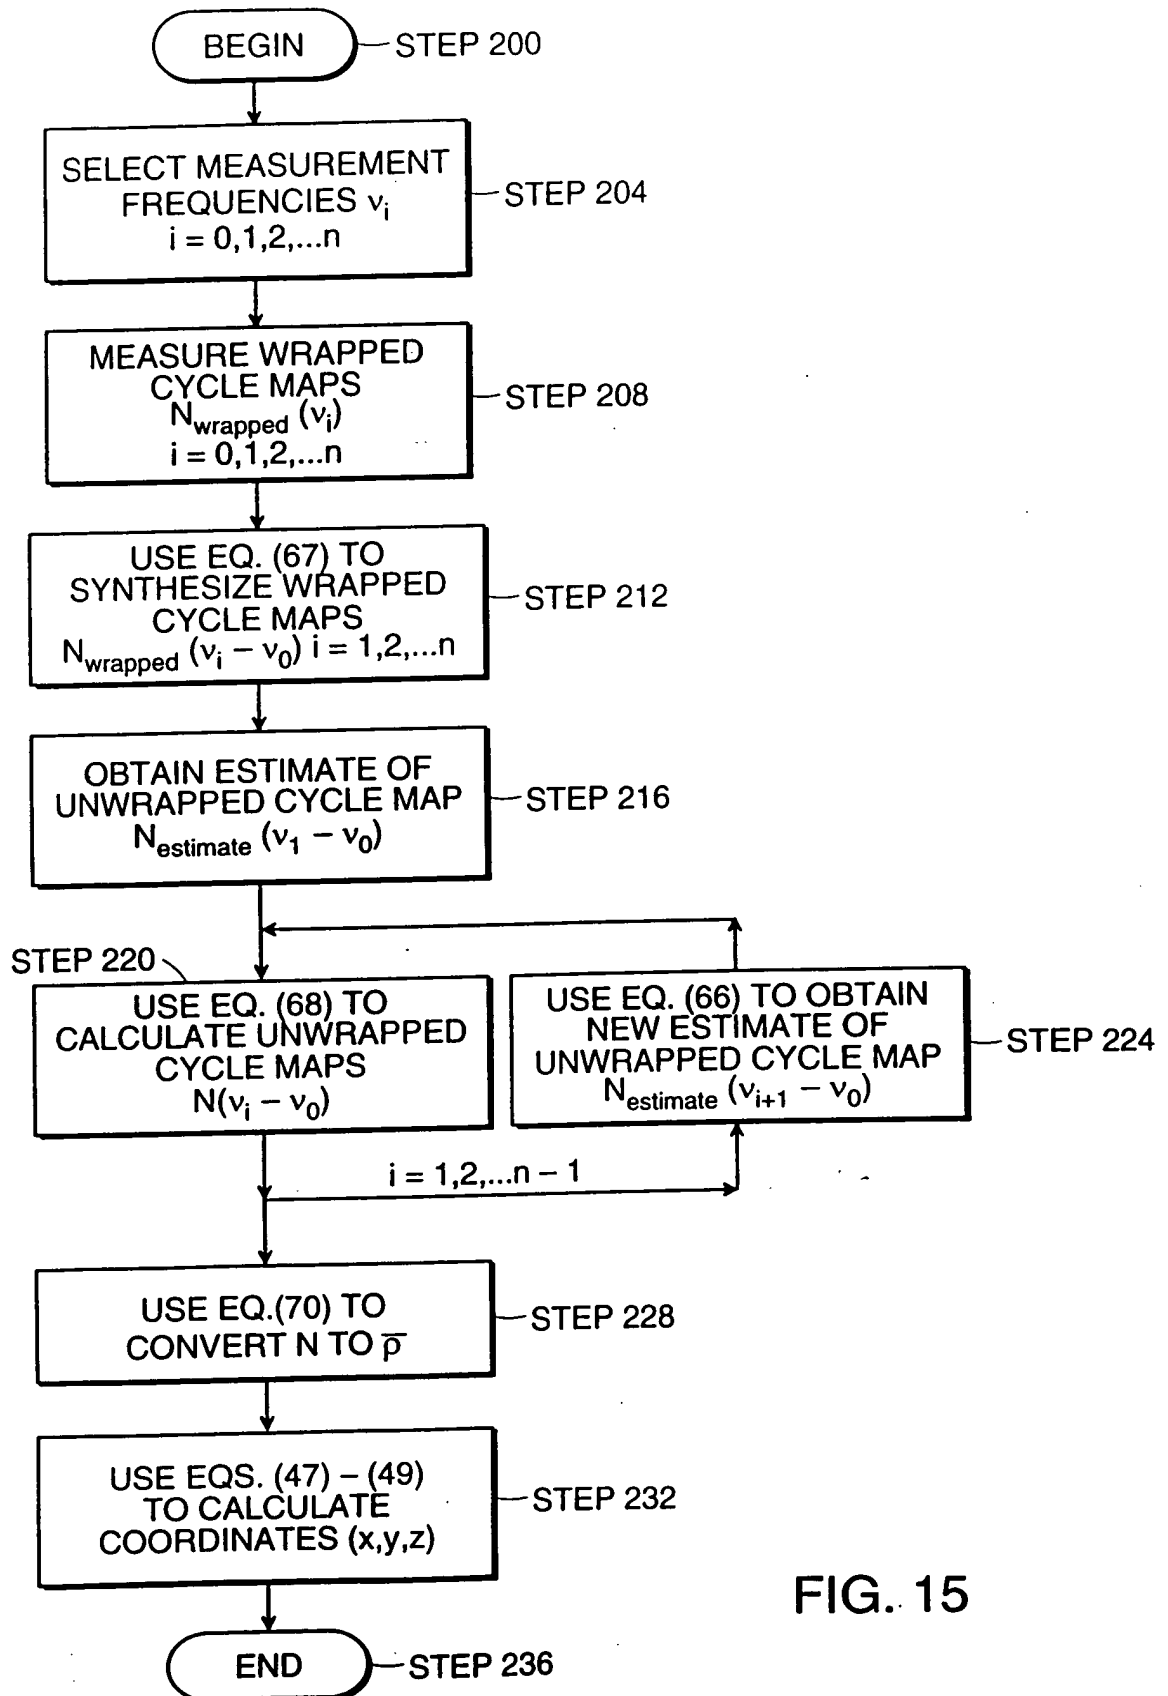 BEGIN
STEP 200
SELECT MEASUREMENT
FREQUENCIES νi
i = 0,1,2,...n
STEP 204
MEASURE WRAPPED
CYCLE MAPS
Nwrapped (νi)
i = 0,1,2,...n
STEP 208
USE EQ. (67) TO
SYNTHESIZE WRAPPED
CYCLE MAPS
Nwrapped (νi – ν0) i = 1,2,...n
STEP 212
OBTAIN ESTIMATE OF
UNWRAPPED CYCLE MAP
Nestimate (ν1 – ν0)
STEP 216
STEP 220
USE EQ. (68) TO
CALCULATE UNWRAPPED
CYCLE MAPS
N(νi – ν0)
USE EQ. (66) TO OBTAIN
NEW ESTIMATE OF
UNWRAPPED CYCLE MAP
Nestimate (νi+1 – ν0)
STEP 224
i = 1,2,...n – 1
USE EQ.(70) TO
CONVERT N TO ρ̅
STEP 228
USE EQS. (47) – (49)
TO CALCULATE
COORDINATES (x,y,z)
STEP 232
END
STEP 236
FIG. 15